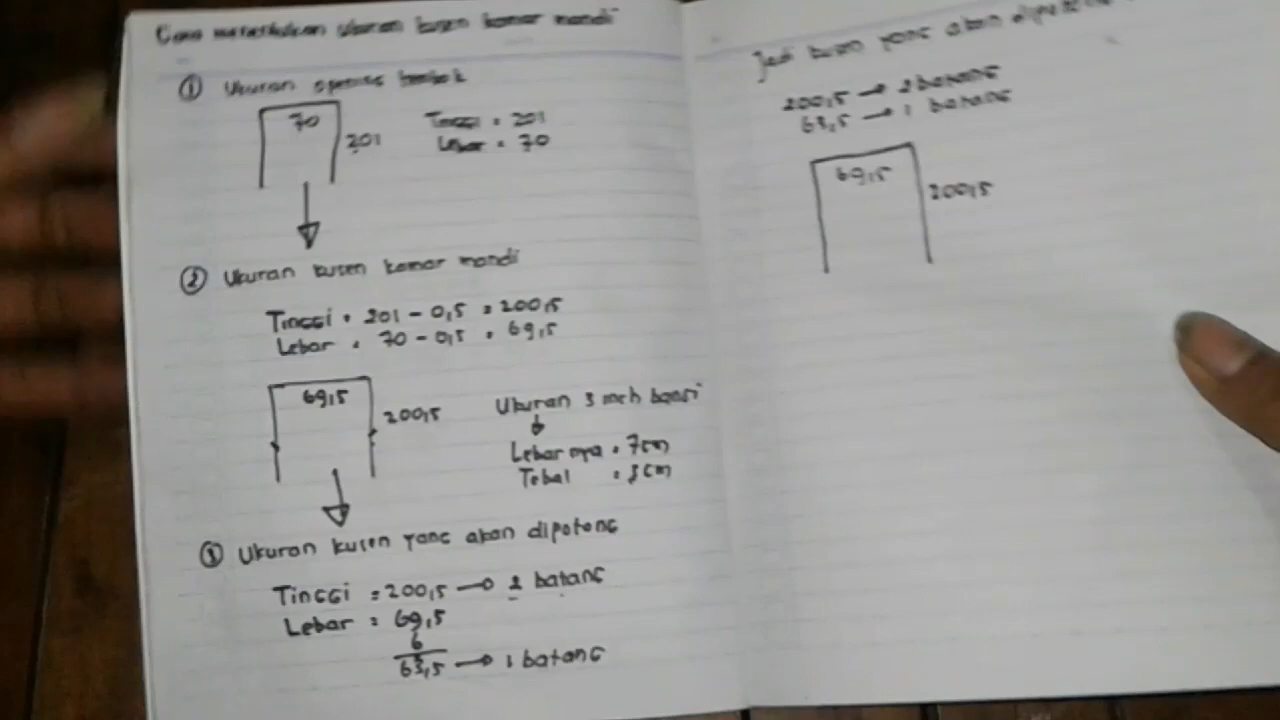 Cara menentukan ukuran kusen kamar mandi
① Ukuran opening tembok
70
201
Tinggi = 201
Lebar = 70
② Ukuran kusen kamar mandi
Tinggi = 201 - 0,5 = 200,5
Lebar = 70 - 0,5 = 69,5
69,5
200,5
Ukuran 3 inch
Lebar nya = 7cm
Tebal = 3cm
③ Ukuran kusen yang akan dipotong
Tinggi = 200,5 → 2 batang
Lebar = 69,5
6
63,5 → 1 batang
Jadi kusen yang akan dipotong
200,5 → 2 batang
63,5 → 1 batang
69,5
200,5